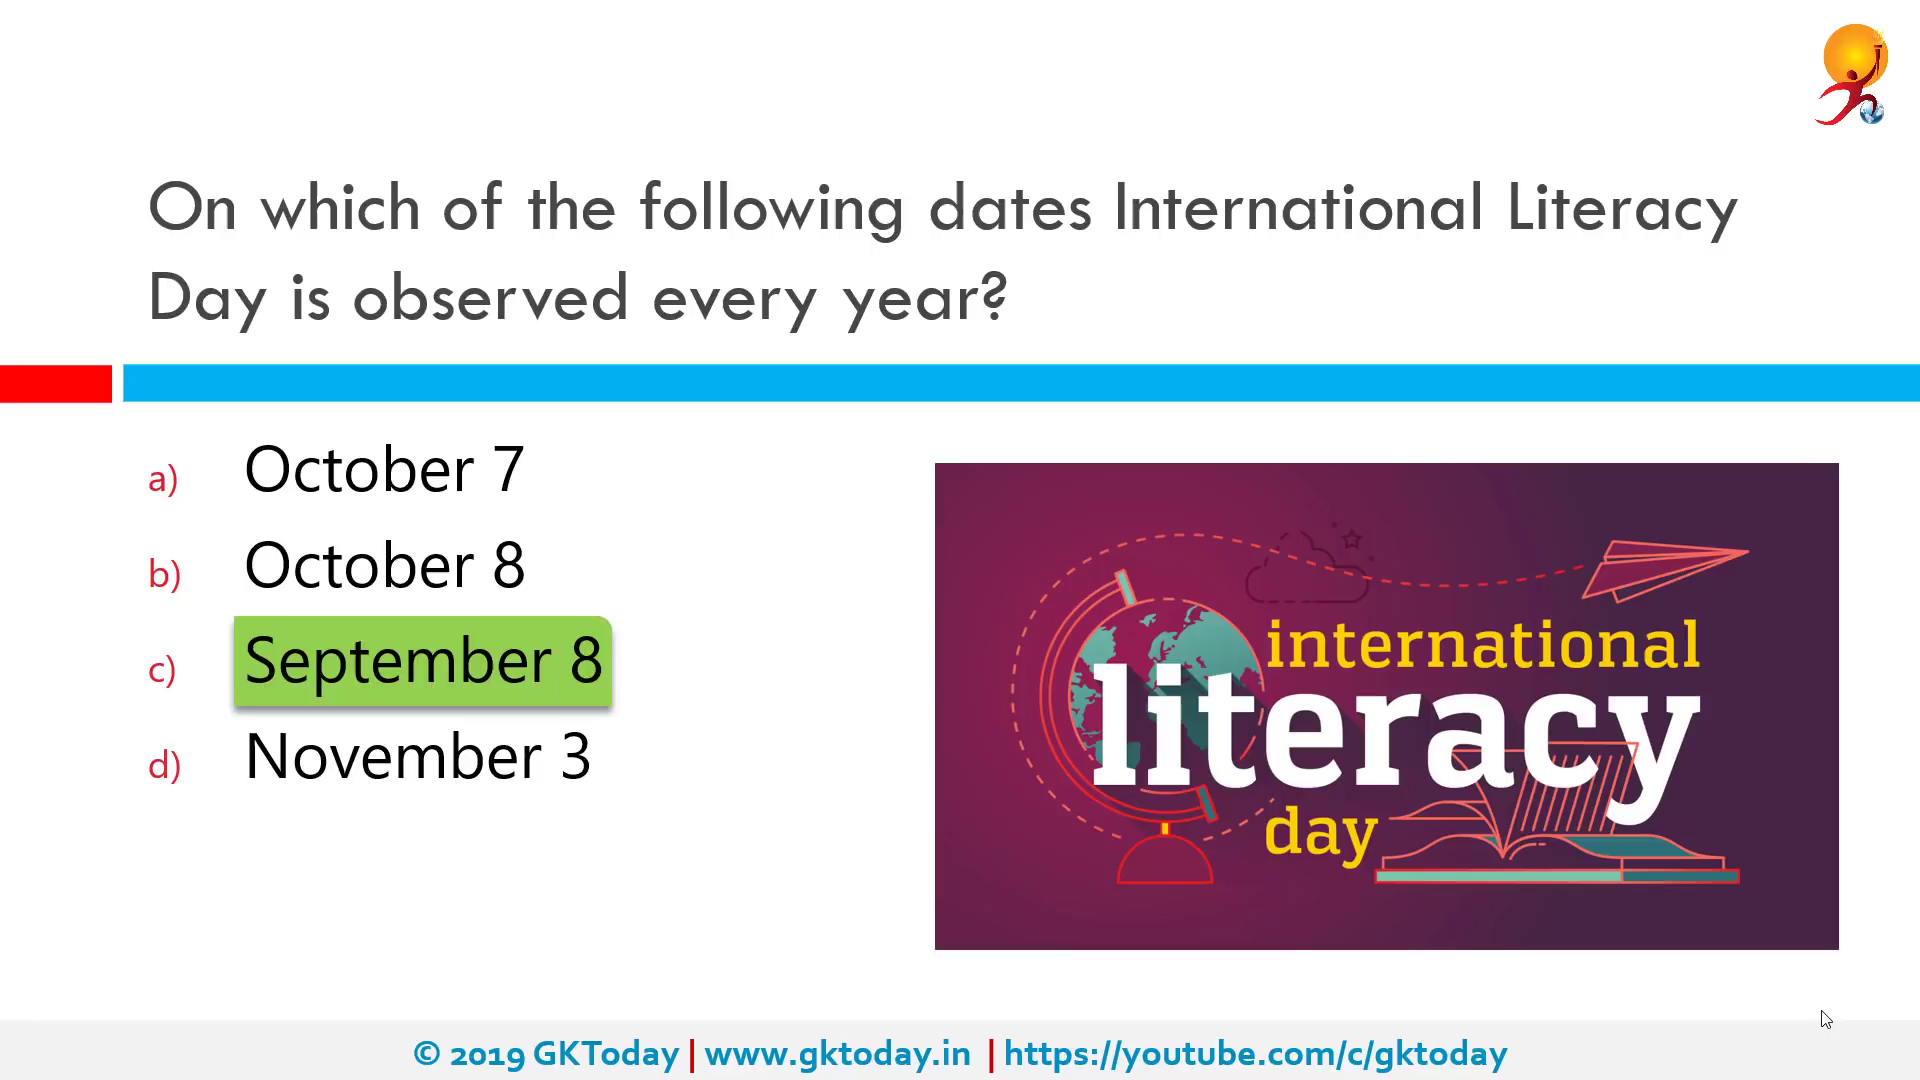 On which of the following dates International Literacy
Day is observed every year?
a) October 7
b) October 8
c) September 8
d) November 3
international
literacy
day
© 2019 GKToday | www.gktoday.in | https://youtube.com/c/gktoday